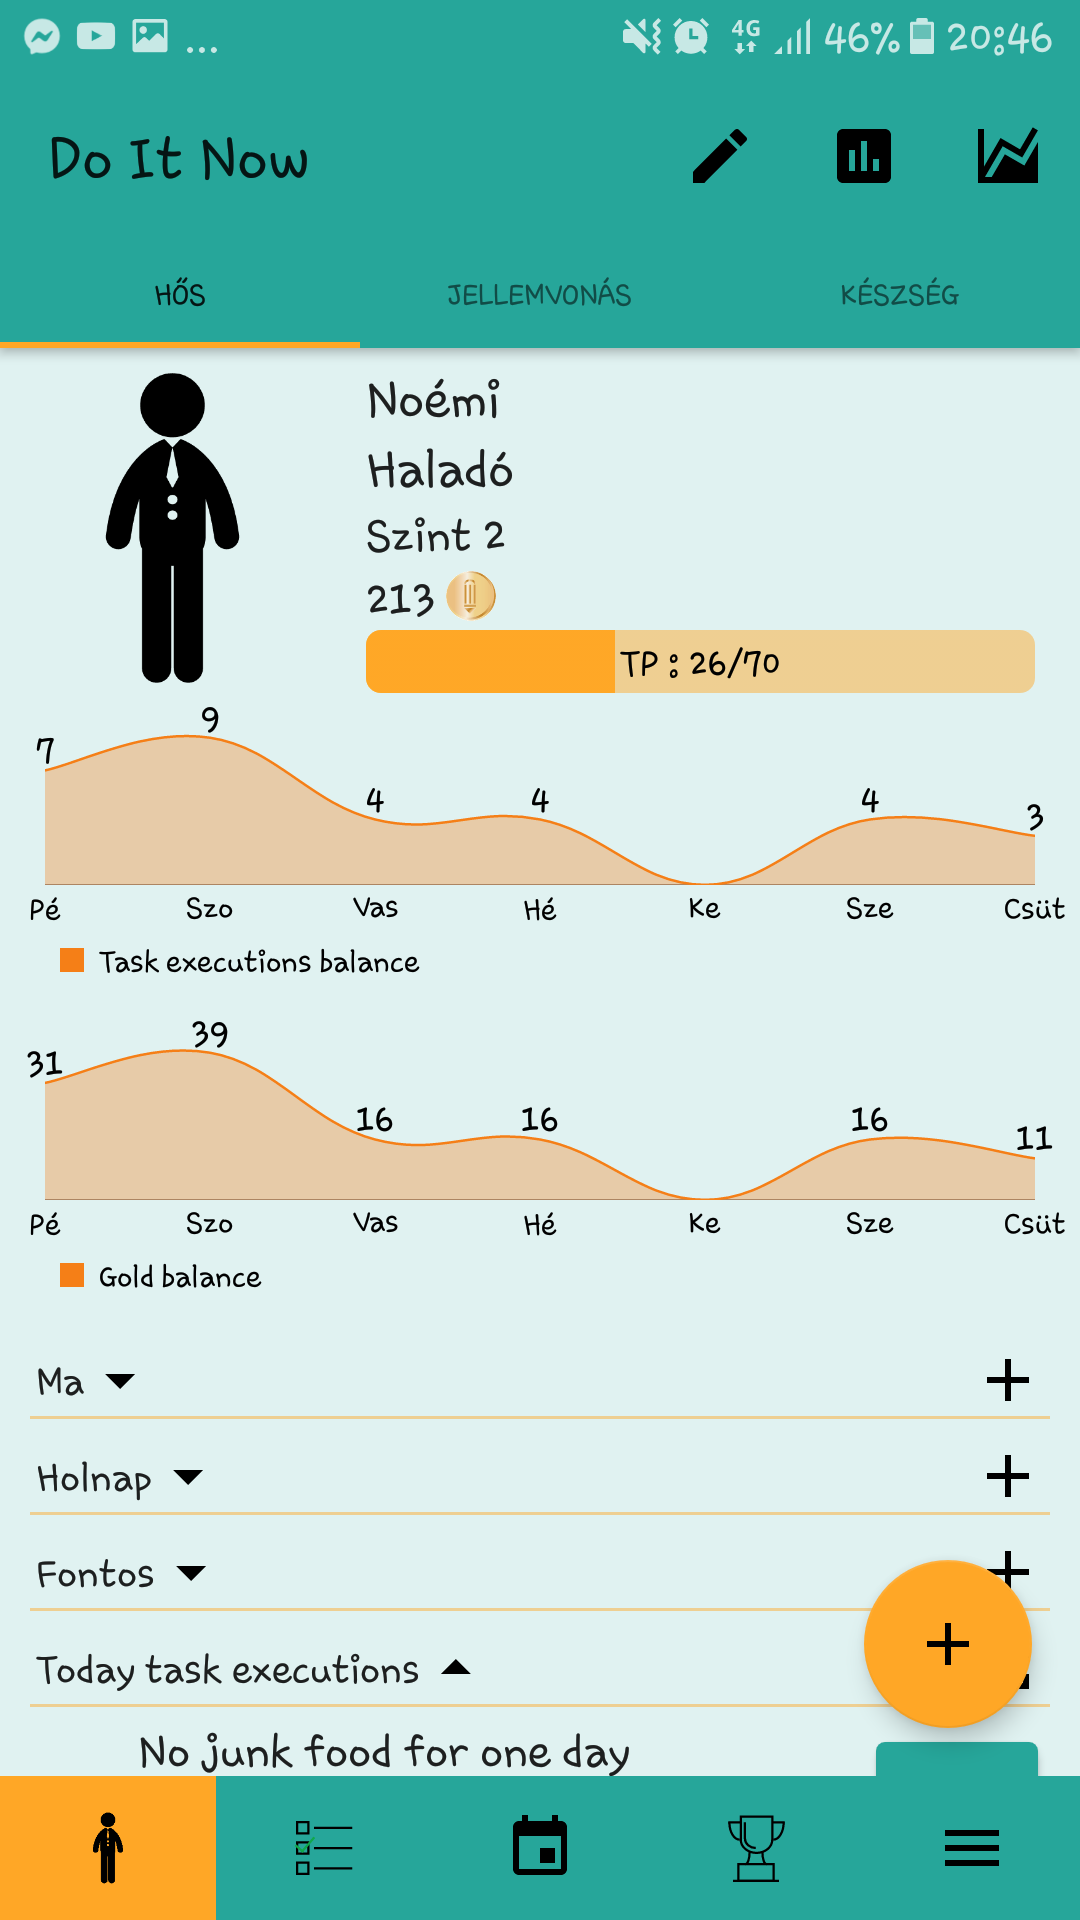 4G 46% 20:46
Do It Now
HŐS JELLEMVONÁS KÉSZSÉG
Noémi
Haladó
Szint 2
213
TP : 26/70
7 9 4 4 4 3
Pé Szo Vas Hé Ke Sze Csüt
Task executions balance
31 39 16 16 16 11
Pé Szo Vas Hé Ke Sze Csüt
Gold balance
Ma
Holnap
Fontos
Today task executions
No junk food for one day